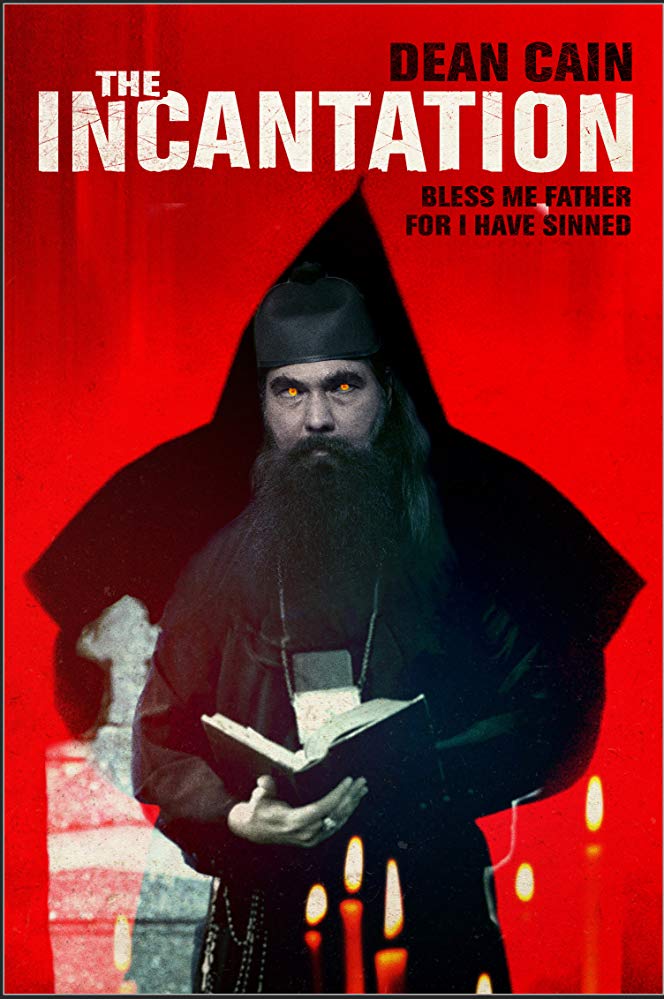 DEAN CAIN
THE
INCANTATION
BLESS ME FATHER
FOR I HAVE SINNED